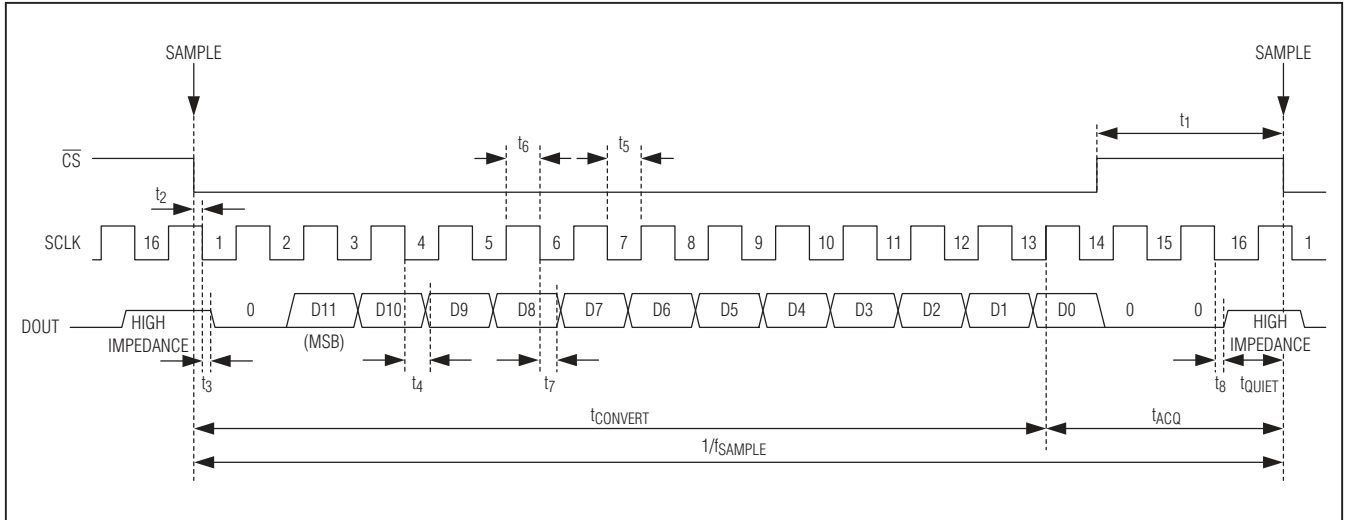 SAMPLE SAMPLE
t1
t6 t5
CS
t2
SCLK 16 1 2 3 4 5 6 7 8 9 10 11 12 13 14 15 16 1
DOUT HIGH IMPEDANCE 0 D11 D10 D9 D8 D7 D6 D5 D4 D3 D2 D1 D0 0 0 HIGH IMPEDANCE
(MSB)
t3 t4 t7 t8 tQUIET
tCONVERT tACQ
1/fSAMPLE